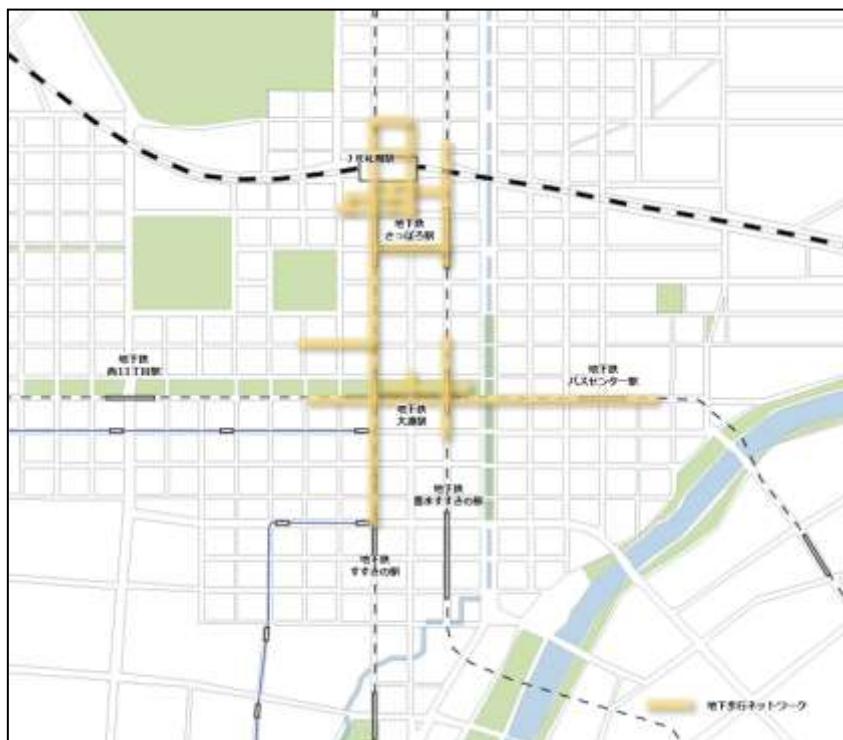 JR札幌駅
地下鉄
さっぽろ駅
地下鉄
西11丁目駅
地下鉄
バスセンター駅
地下鉄
大通駅
地下鉄
豊水すすきの駅
地下鉄
すすきの駅
地下歩行ネットワーク